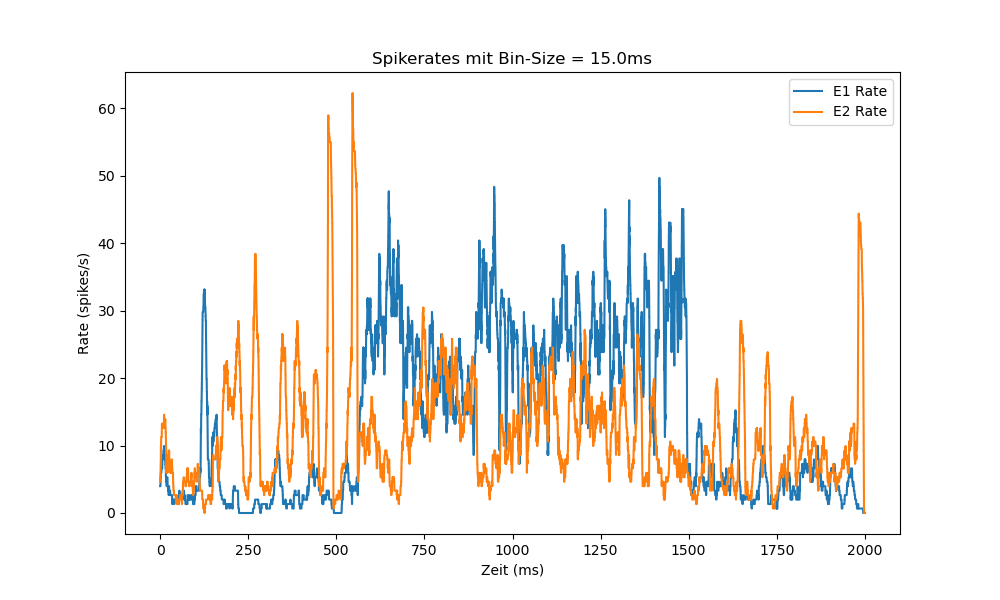 Spikerates mit Bin-Size = 15.0ms
E1 Rate
E2 Rate
Rate (spikes/s)
60
50
40
30
20
10
0
0 250 500 750 1000 1250 1500 1750 2000
Zeit (ms)